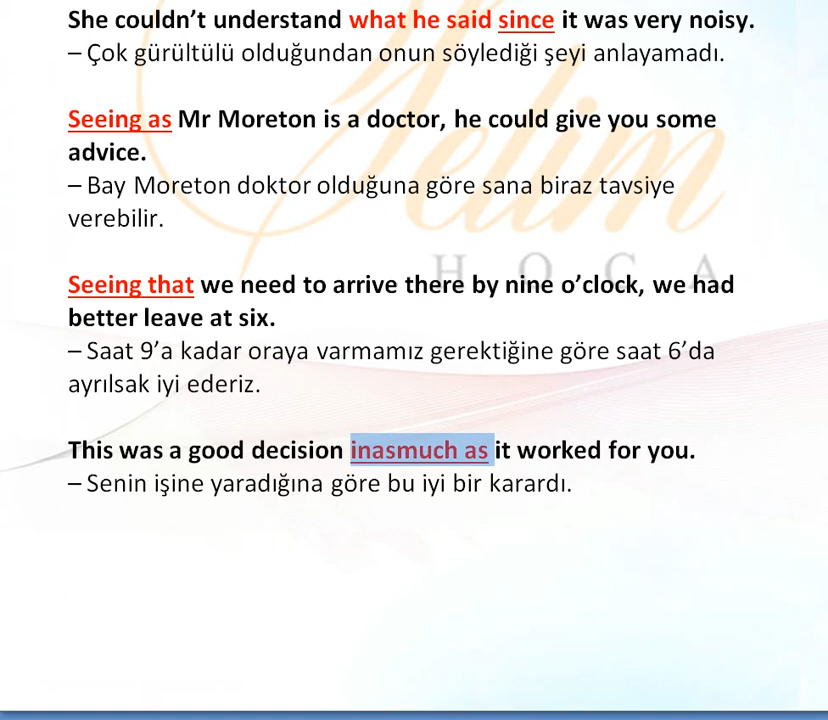 She couldn't understand what he said since it was very noisy.
– Çok gürültülü olduğundan onun söylediği şeyi anlayamadı.
Seeing as Mr Moreton is a doctor, he could give you some
advice.
– Bay Moreton doktor olduğuna göre sana biraz tavsiye
verebilir.
Seeing that we need to arrive there by nine o'clock, we had
better leave at six.
– Saat 9'a kadar oraya varmamız gerektiğine göre saat 6'da
ayrılsak iyi ederiz.
This was a good decision inasmuch as it worked for you.
– Senin işine yaradığına göre bu iyi bir karardı.
Selim
HOCA